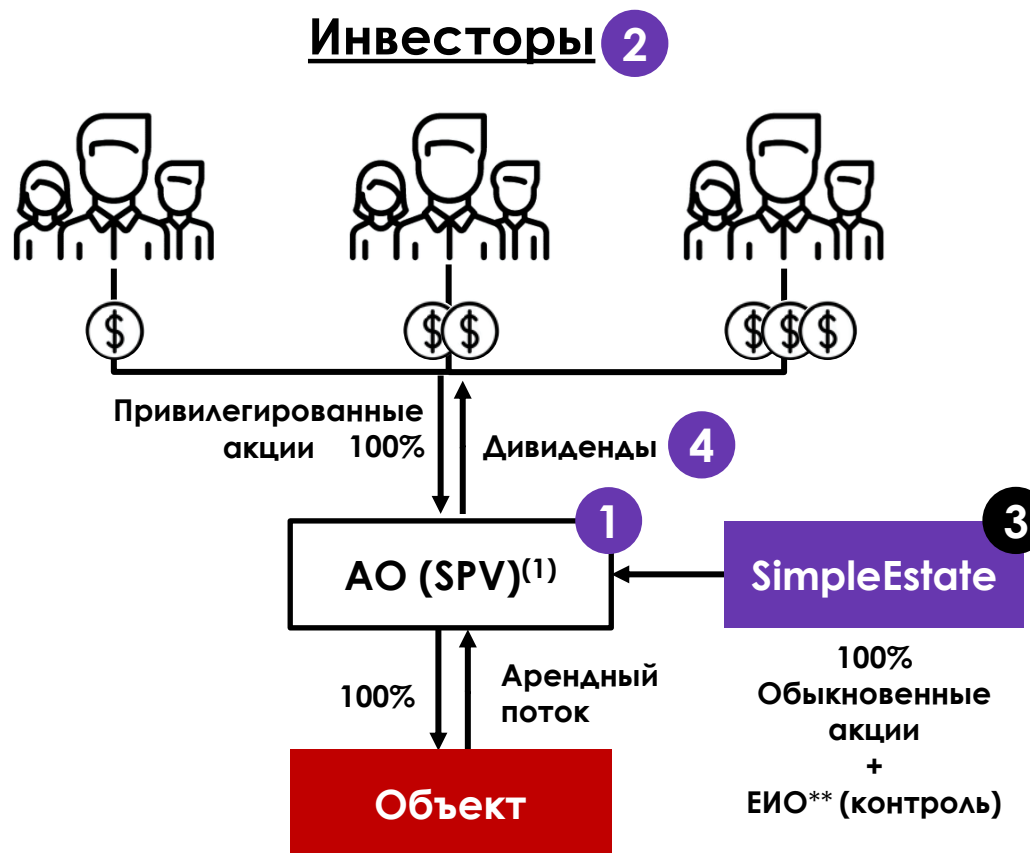 Инвесторы 2
$ $ $ $ $ $
Привилегированные
акции 100%
Дивиденды 4
1
АО (SPV)⁽¹⁾
3
SimpleEstate
100%
Арендный
поток
100%
Обыкновенные
акции
+
ЕИО** (контроль)
Объект